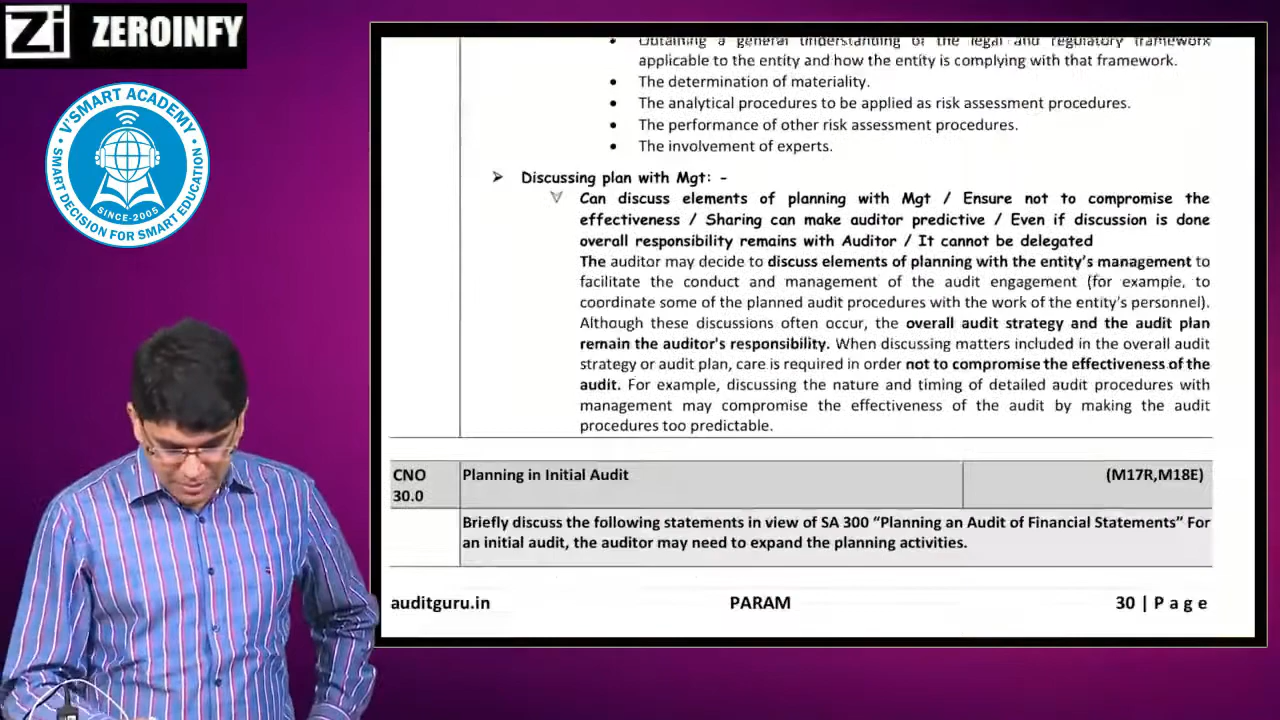 Zi ZEROINFY
V'SMART ACADEMY
SMART DECISION FOR SMART EDUCATION
SINCE-2005
• Obtaining a general understanding of the legal and regulatory framework
applicable to the entity and how the entity is complying with that framework.
• The determination of materiality.
• The analytical procedures to be applied as risk assessment procedures.
• The performance of other risk assessment procedures.
• The involvement of experts.
➢ Discussing plan with Mgt: -
Can discuss elements of planning with Mgt / Ensure not to compromise the
effectiveness / Sharing can make auditor predictive / Even if discussion is done
overall responsibility remains with Auditor / It cannot be delegated
The auditor may decide to discuss elements of planning with the entity's management to
facilitate the conduct and management of the audit engagement (for example, to
coordinate some of the planned audit procedures with the work of the entity's personnel).
Although these discussions often occur, the overall audit strategy and the audit plan
remain the auditor's responsibility. When discussing matters included in the overall audit
strategy or audit plan, care is required in order not to compromise the effectiveness of the
audit. For example, discussing the nature and timing of detailed audit procedures with
management may compromise the effectiveness of the audit by making the audit
procedures too predictable.
CNO Planning in Initial Audit (M17R,M18E)
30.0
Briefly discuss the following statements in view of SA 300 “Planning an Audit of Financial Statements” For
an initial audit, the auditor may need to expand the planning activities.
auditguru.in PARAM 30 | P a g e